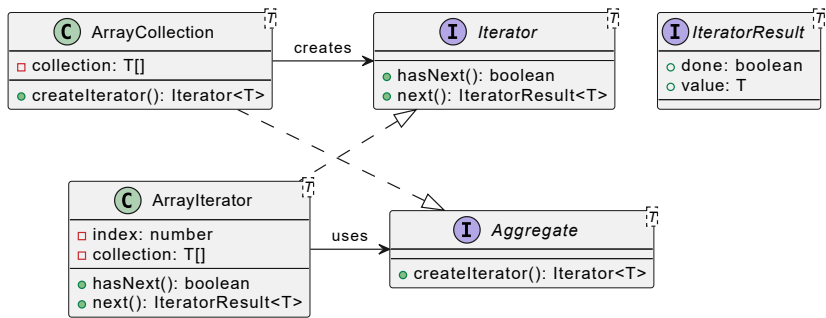 T
C ArrayCollection
collection: T[]
createIterator(): Iterator<T>
creates
T
I Iterator
hasNext(): boolean
next(): IteratorResult<T>
T
I IteratorResult
done: boolean
value: T
T
C ArrayIterator
index: number
collection: T[]
hasNext(): boolean
next(): IteratorResult<T>
uses
T
I Aggregate
createIterator(): Iterator<T>